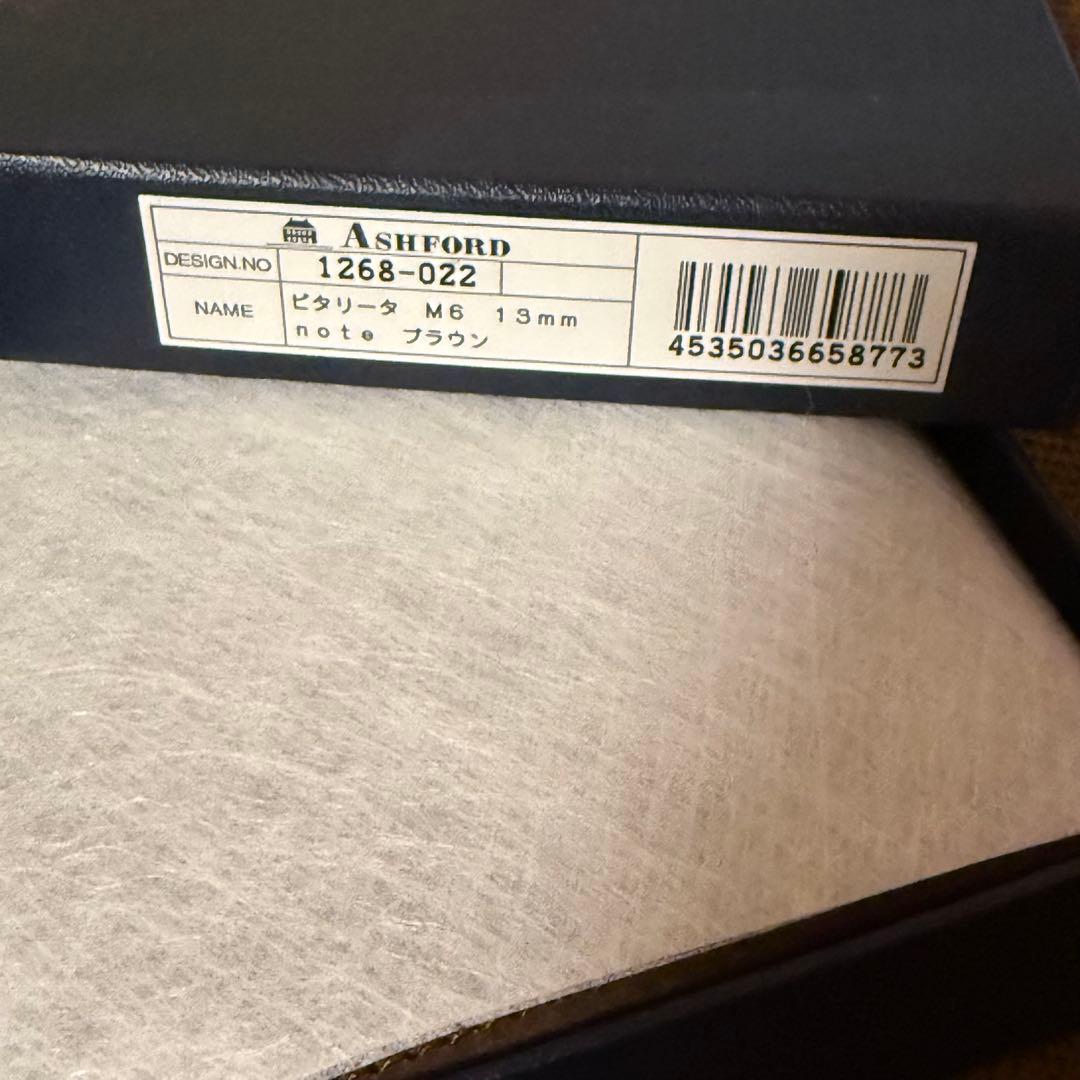 ASHFORD
DESIGN.NO 1268-022
NAME ピタリータ M6 13mm
note ブラウン
4535036658773